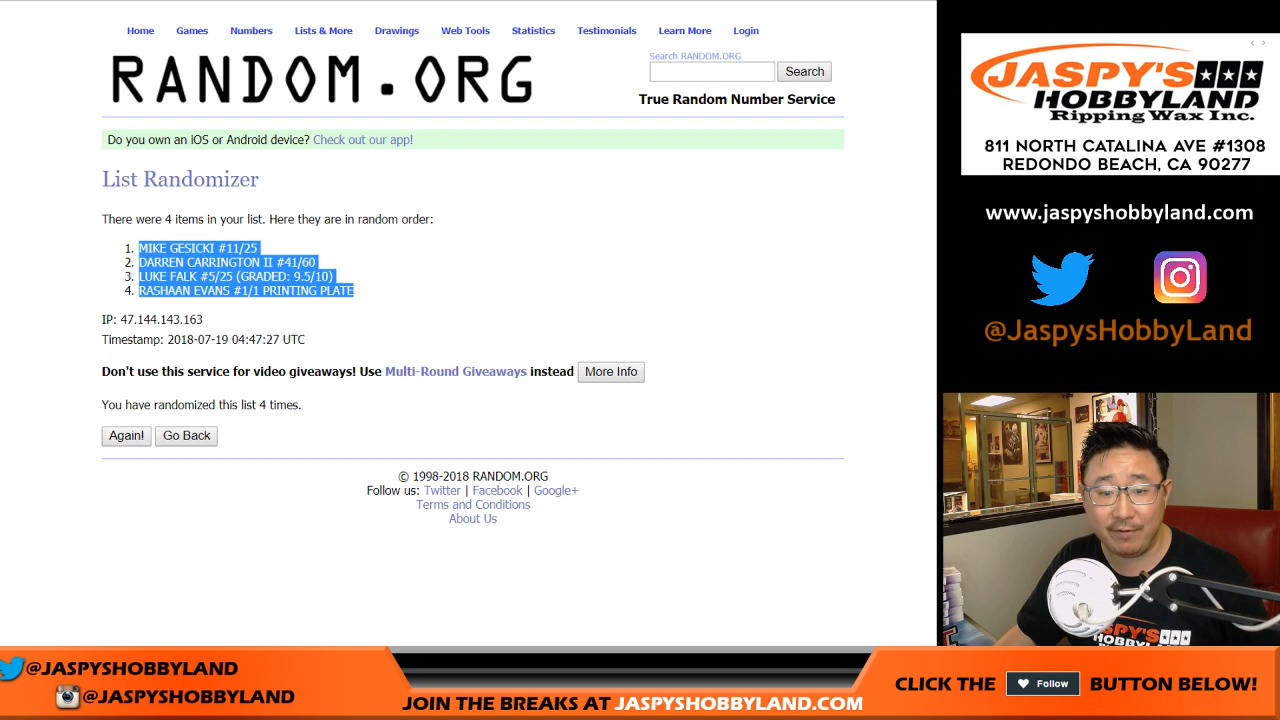 Home Games Numbers Lists & More Drawings Web Tools Statistics Testimonials Learn More Login
RANDOM.ORG
Search RANDOM.ORG
Search
True Random Number Service
Do you own an iOS or Android device? Check out our app!
List Randomizer
There were 4 items in your list. Here they are in random order:
1. MIKE GESICKI #11/25
2. DARREN CARRINGTON II #41/60
3. LUKE FALK #5/25 (GRADED: 9.5/10)
4. RASHAAN EVANS #1/1 PRINTING PLATE
IP: 47.144.143.163
Timestamp: 2018-07-19 04:47:27 UTC
Don't use this service for video giveaways! Use Multi-Round Giveaways instead More Info
You have randomized this list 4 times.
Again! Go Back
© 1998-2018 RANDOM.ORG
Follow us: Twitter | Facebook | Google+
Terms and Conditions
About Us
JASPY'S
HOBBYLAND
Ripping Wax Inc.
811 NORTH CATALINA AVE #1308
REDONDO BEACH, CA 90277
www.jaspyshobbyland.com
@JaspysHobbyLand
JASPY'S
HOBBYLAND
@JASPYSHOBBYLAND
@JASPYSHOBBYLAND
JOIN THE BREAKS AT JASPYSHOBBYLAND.COM
CLICK THE Follow BUTTON BELOW!